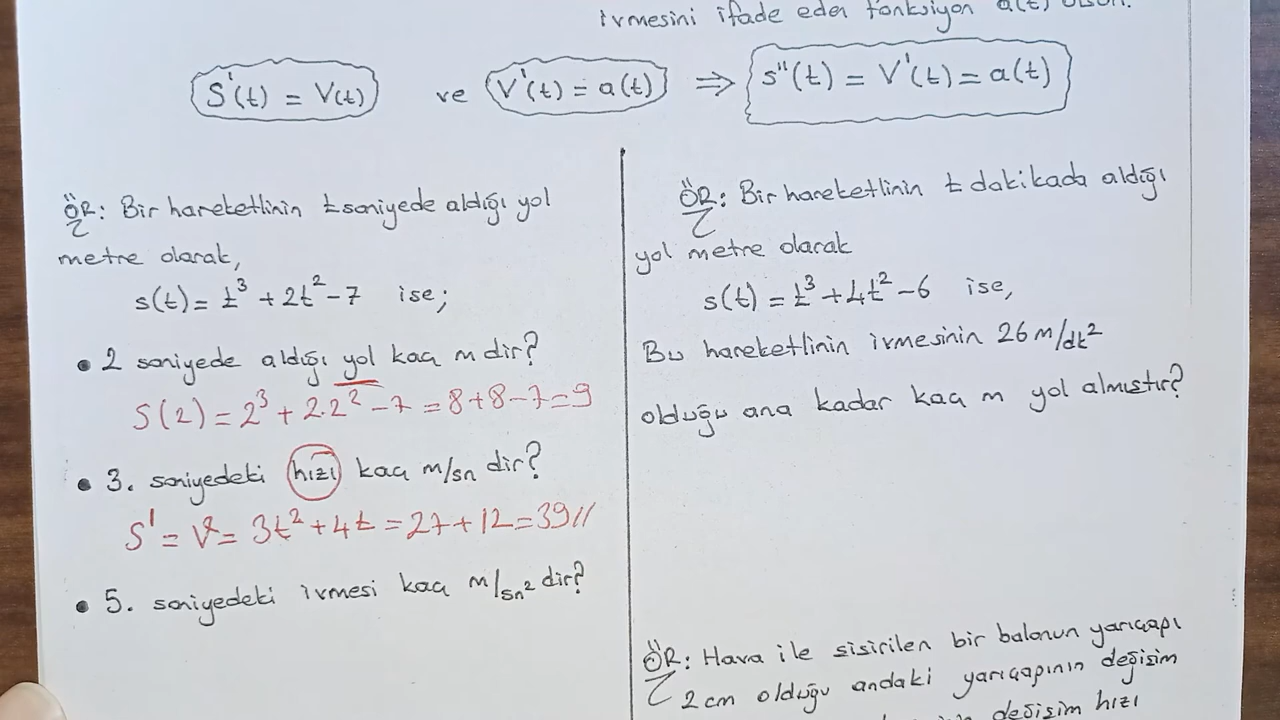 ivmesini ifade eden fonksiyon a(t) olsun.
S'(t) = V(t) ve V'(t) = a(t) ⇒ s''(t) = V'(t) = a(t)
ÖR: Bir hareketlinin t saniyede aldığı yol
metre olarak,
s(t) = t³ + 2t² - 7 ise;
• 2 saniyede aldığı yol kaç m dir?
S(2) = 2³ + 2.2² - 7 = 8 + 8 - 7 = 9
• 3. saniyedeki hızı kaç m/sn dir?
S' = V = 3t² + 4t = 27 + 12 = 39 //
• 5. saniyedeki ivmesi kaç m/sn² dir?
ÖR: Bir hareketlinin t dakikada aldığı
yol metre olarak
s(t) = t³ + 4t² - 6 ise,
Bu hareketlinin ivmesinin 26 m/dk²
olduğu ana kadar kaç m yol almıştır?
ÖR: Hava ile şişirilen bir balonun yarıçapı
2 cm olduğu andaki yarıçapının değişim
değişim hızı